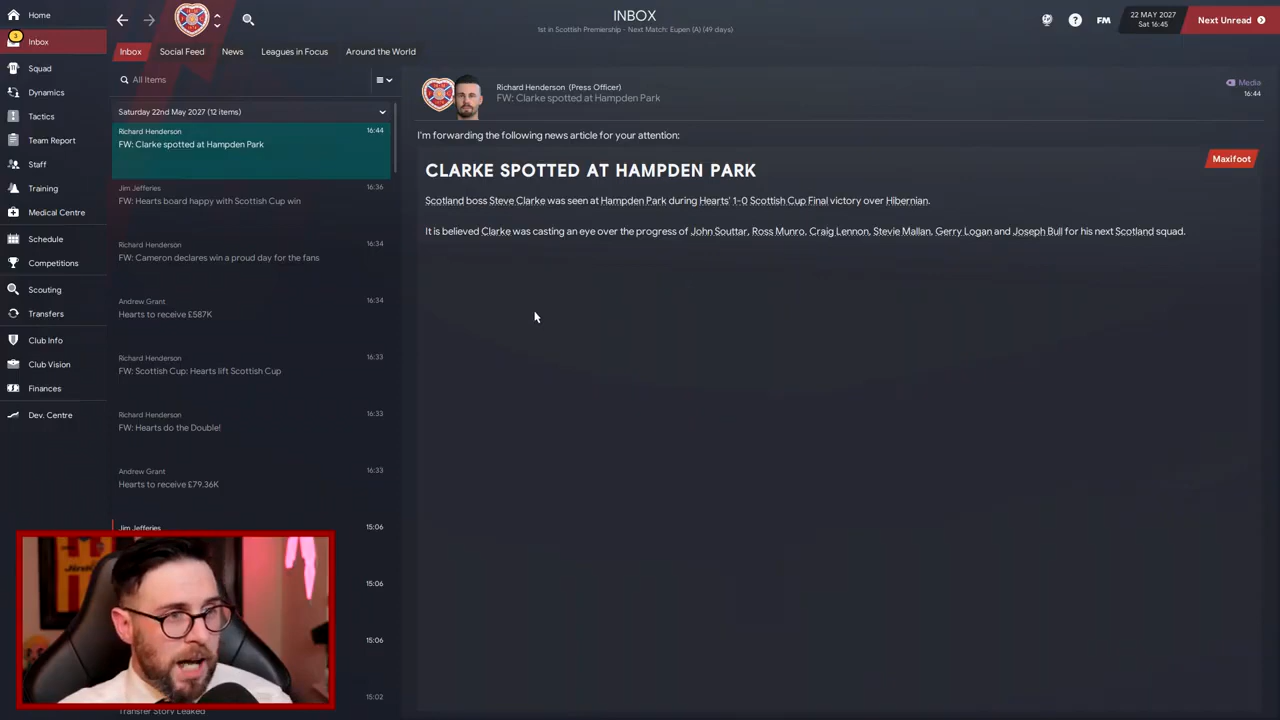 INBOX
1st in Scottish Premiership - Next Match: Eupen (A) (49 days)
FM
22 MAY 2027
Sat 16:45
Next Unread
Home
3
Inbox
Squad
Dynamics
Tactics
Team Report
Staff
Training
Medical Centre
Schedule
Competitions
Scouting
Transfers
Club Info
Club Vision
Finances
Dev. Centre
Inbox
Social Feed
News
Leagues in Focus
Around the World
All Items
Saturday 22nd May 2027 (12 items)
Richard Henderson
16:44
FW: Clarke spotted at Hampden Park
Jim Jefferies
16:36
FW: Hearts board happy with Scottish Cup win
Richard Henderson
16:34
FW: Cameron declares win a proud day for the fans
Andrew Grant
16:34
Hearts to receive £587K
Richard Henderson
16:33
FW: Scottish Cup: Hearts lift Scottish Cup
Richard Henderson
16:33
FW: Hearts do the Double!
Andrew Grant
16:33
Hearts to receive £79.36K
Jim Jefferies
15:06
15:06
15:06
15:02
Transfer Story Leaked
Richard Henderson (Press Officer)
FW: Clarke spotted at Hampden Park
Media
16:44
I'm forwarding the following news article for your attention:
Maxifoot
CLARKE SPOTTED AT HAMPDEN PARK
Scotland boss Steve Clarke was seen at Hampden Park during Hearts' 1-0 Scottish Cup Final victory over Hibernian.
It is believed Clarke was casting an eye over the progress of John Souttar, Ross Munro, Craig Lennon, Stevie Mallan, Gerry Logan and Joseph Bull for his next Scotland squad.